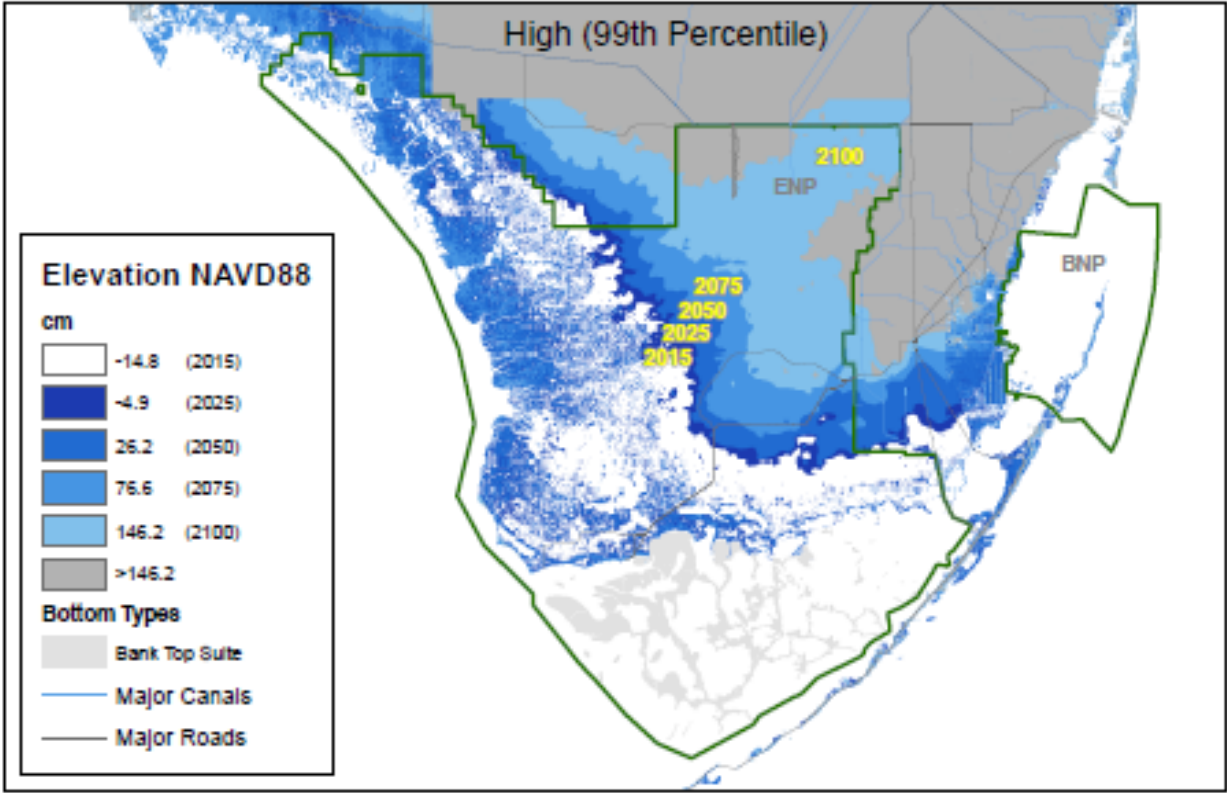 High (99th Percentile)
2100
ENP
BNP
2075
2050
2025
2015
Elevation NAVD88
cm
-14.8 (2015)
-4.9 (2025)
26.2 (2050)
76.6 (2075)
146.2 (2100)
>146.2
Bottom Types
Bank Top Suite
Major Canals
Major Roads